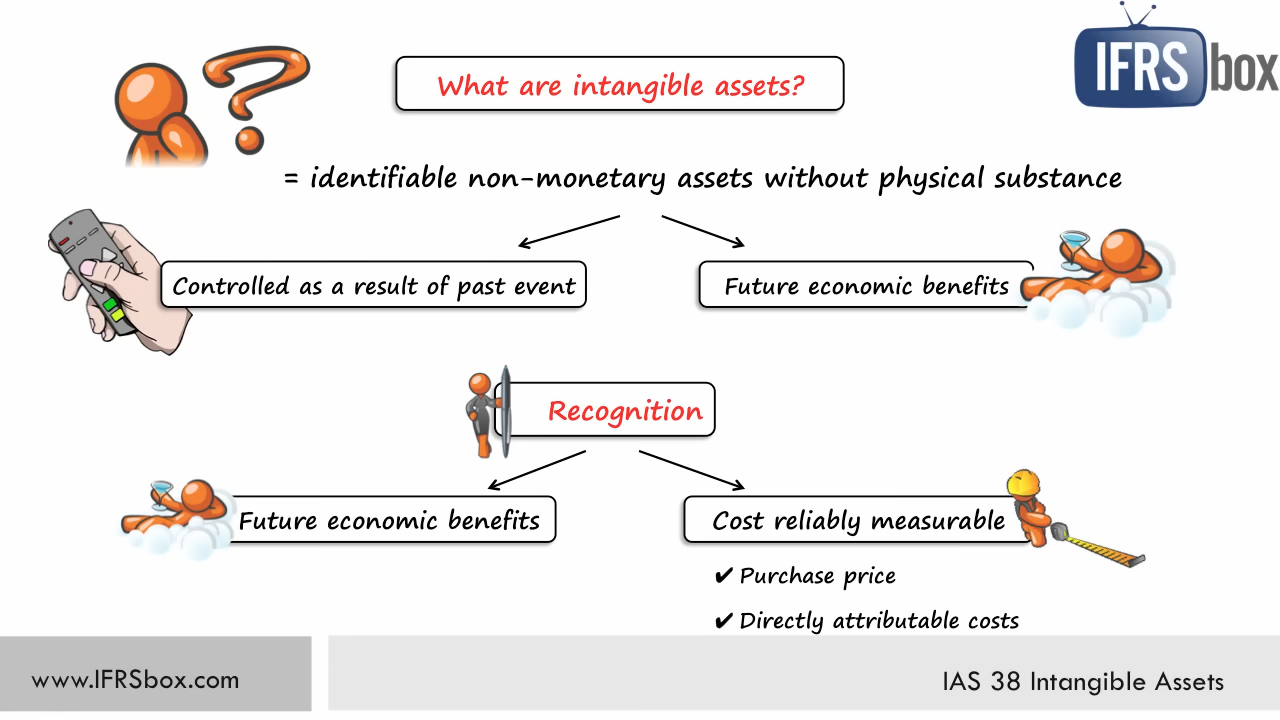 IFRS box
What are intangible assets?
= identifiable non-monetary assets without physical substance
Controlled as a result of past event
Future economic benefits
Recognition
Future economic benefits
Cost reliably measurable
✔ Purchase price
✔ Directly attributable costs
www.IFRSbox.com
IAS 38 Intangible Assets